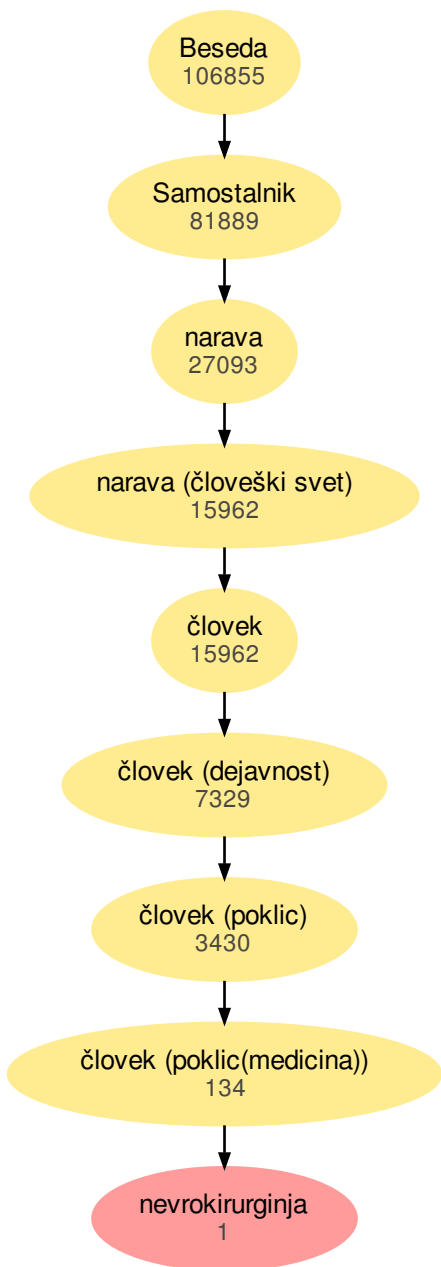 Beseda
106855
Samostalnik
81889
narava
27093
narava (človeški svet)
15962
človek
15962
človek (dejavnost)
7329
človek (poklic)
3430
človek (poklic(medicina))
134
nevrokirurginja
1